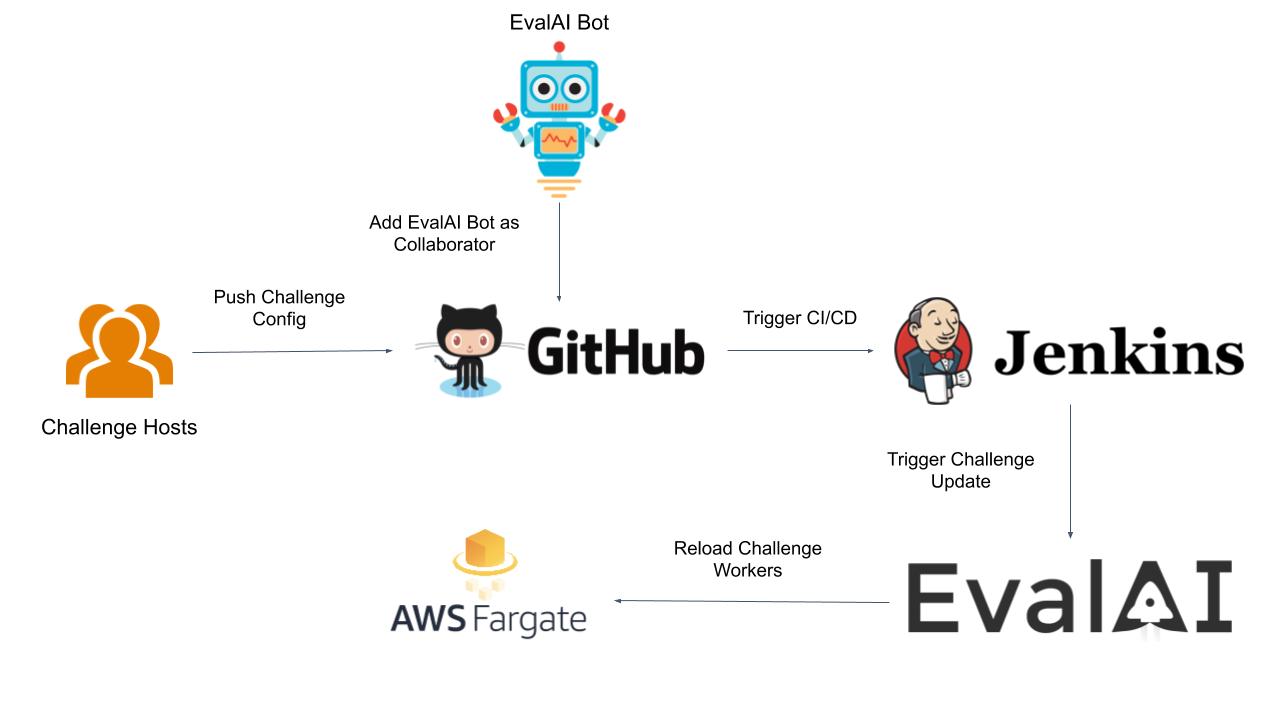 EvalAI Bot
Add EvalAI Bot as
Collaborator
Push Challenge
Config
Challenge Hosts
GitHub
Trigger CI/CD
Jenkins
Trigger Challenge
Update
EvalAI
Reload Challenge
Workers
AWS Fargate